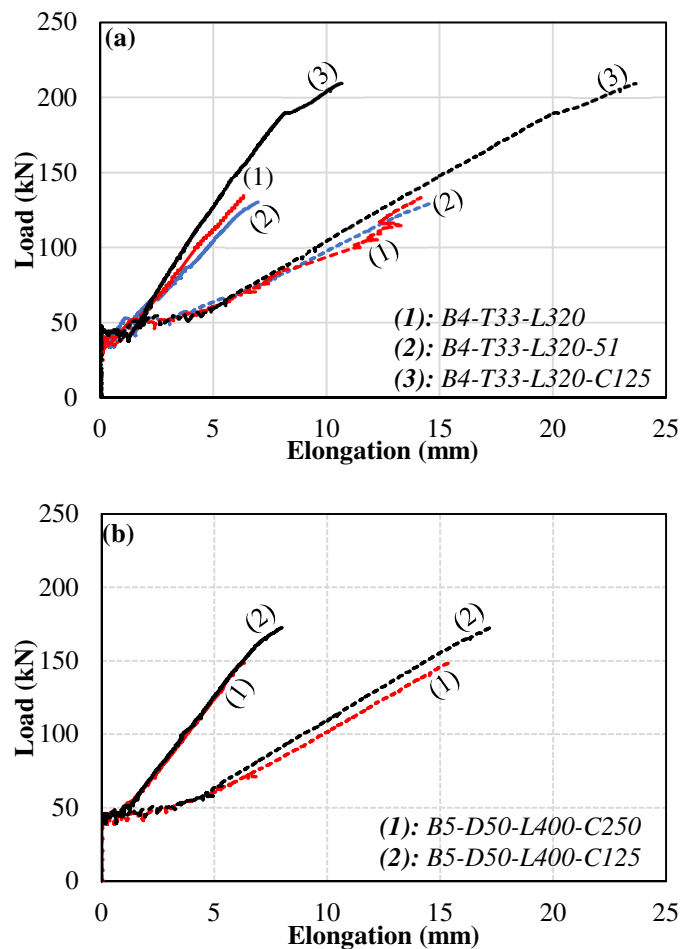 (a)
250
200
150
100
50
0
Load (kN)
(3)
(3)
(1)
(2)
(2)
(1)
(1): B4-T33-L320
(2): B4-T33-L320-51
(3): B4-T33-L320-C125
0 5 10 15 20 25
Elongation (mm)
(b)
250
200
150
100
50
0
Load (kN)
(2)
(2)
(1)
(1)
(1): B5-D50-L400-C250
(2): B5-D50-L400-C125
0 5 10 15 20 25
Elongation (mm)